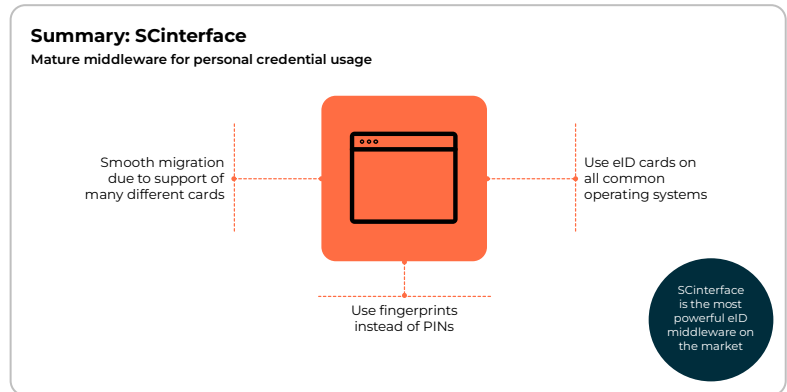 Summary: SCinterface
Mature middleware for personal credential usage
Smooth migration
due to support of
many different cards
Use eID cards on
all common
operating systems
Use fingerprints
instead of PINs
SCinterface
is the most
powerful eID
middleware on
the market